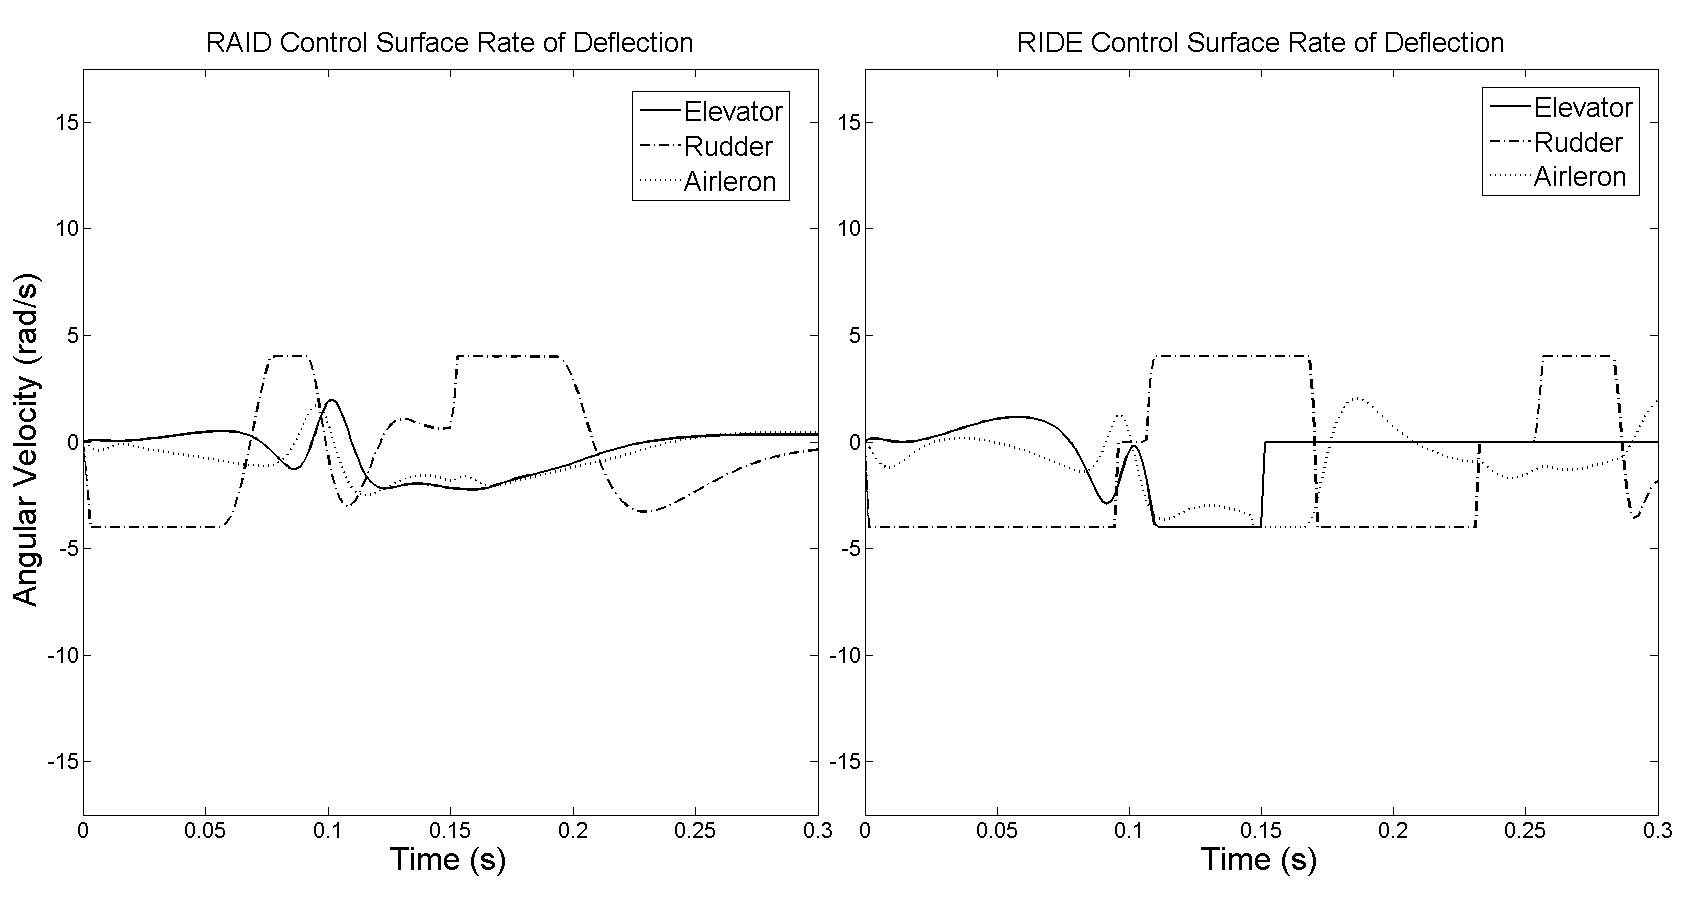 RAID Control Surface Rate of Deflection
Elevator
Rudder
Airleron
15
10
5
0
-5
-10
-15
Angular Velocity (rad/s)
0 0.05 0.1 0.15 0.2 0.25 0.3
Time (s)
RIDE Control Surface Rate of Deflection
Elevator
Rudder
Airleron
15
10
5
0
-5
-10
-15
0 0.05 0.1 0.15 0.2 0.25 0.3
Time (s)